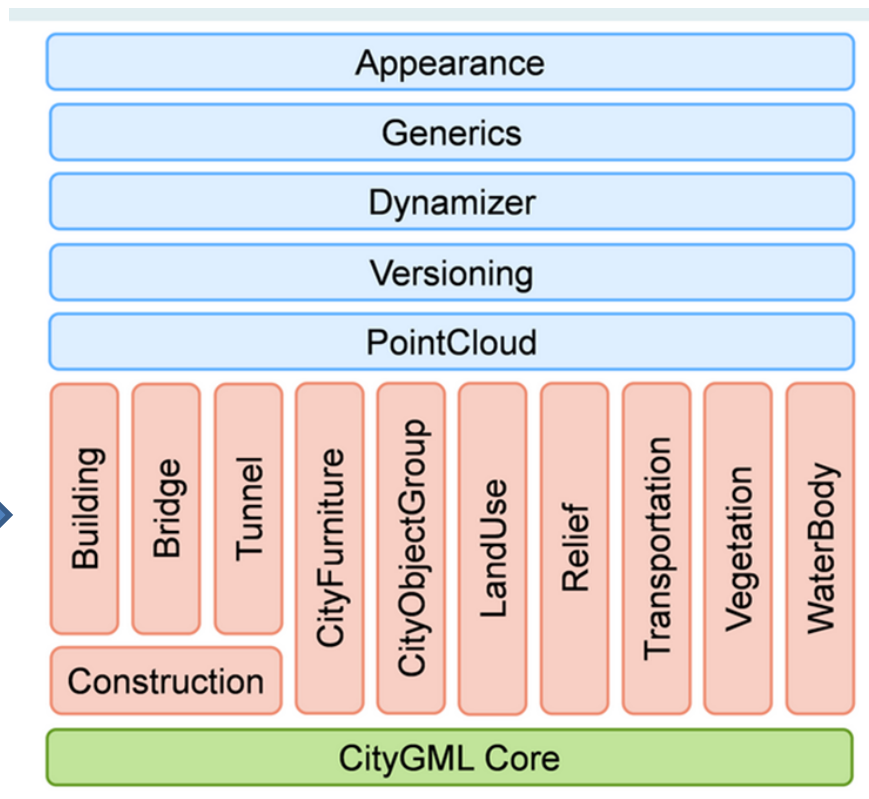 Appearance
Generics
Dynamizer
Versioning
PointCloud
Building
Bridge
Tunnel
CityFurniture
CityObjectGroup
LandUse
Relief
Transportation
Vegetation
WaterBody
Construction
CityGML Core